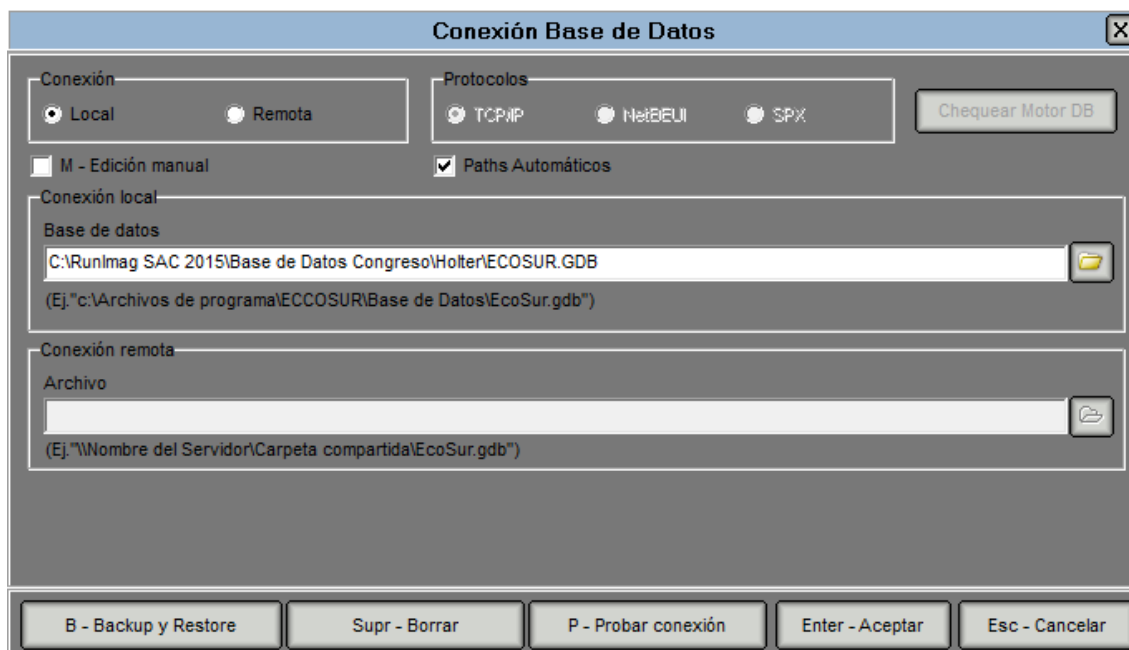 Conexión Base de Datos
X
Conexión
Local
Remota
Protocolos
TCP/IP
NetBEUI
SPX
Chequear Motor DB
M - Edición manual
Paths Automáticos
Conexión local
Base de datos
C:\RunImag SAC 2015\Base de Datos Congreso\Holter\ECOSUR.GDB
(Ej."c:\Archivos de programa\ECCOSUR\Base de Datos\EcoSur.gdb")
Conexión remota
Archivo
(Ej."\\Nombre del Servidor\Carpeta compartida\EcoSur.gdb")
B - Backup y Restore
Supr - Borrar
P - Probar conexión
Enter - Aceptar
Esc - Cancelar